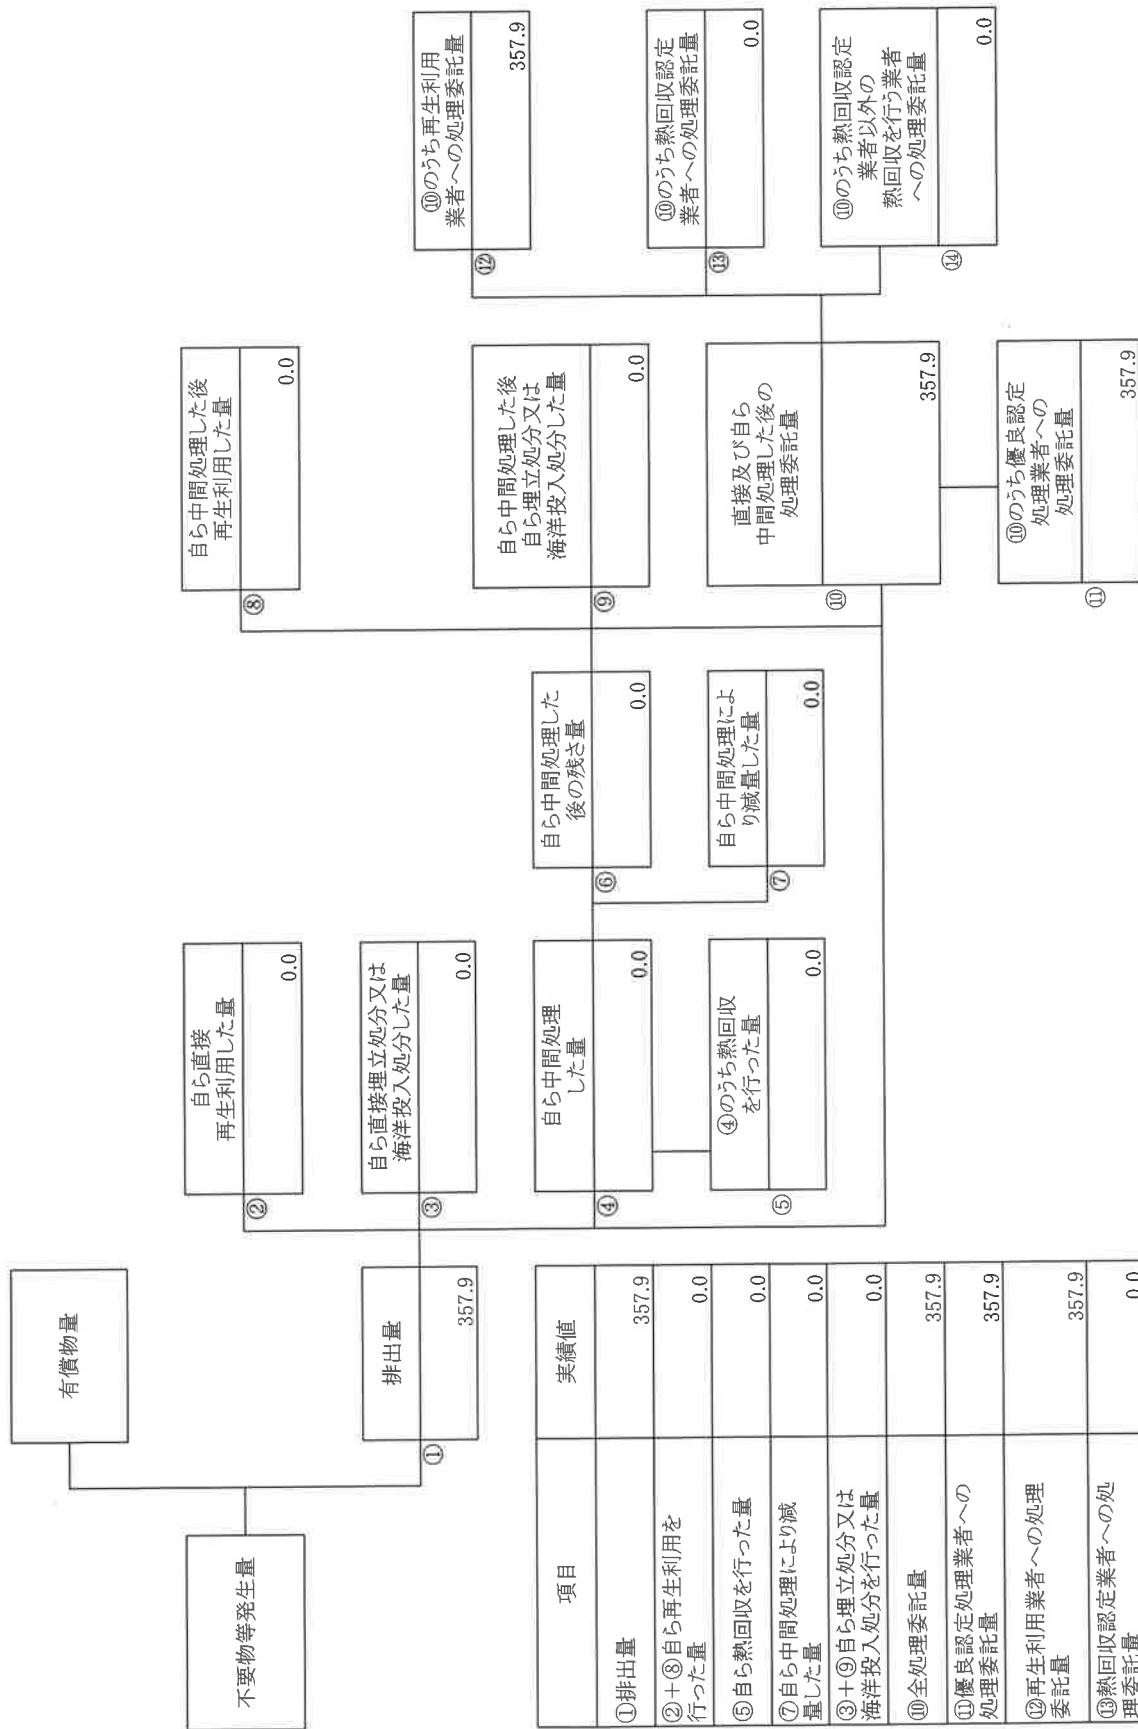 不要物等発生量
有償物量
①
排出量
357.9
②
自ら直接
再生利用した量
0.0
③
自ら直接埋立処分又は
海洋投入処分した量
0.0
④
自ら中間処理
した量
0.0
⑤
④のうち熱回収
を行った量
0.0
⑥
自ら中間処理した
後の残さ量
0.0
⑦
自ら中間処理によ
り減量した量
0.0
⑧
自ら中間処理した後
再生利用した量
0.0
⑨
自ら中間処理した後
自ら埋立処分又は
海洋投入処分した量
0.0
⑩
直接及び自ら
中間処理した後の
処理委託量
357.9
⑪
⑩のうち優良認定
処理業者への
処理委託量
357.9
⑫
⑩のうち再生利用
業者への処理委託量
357.9
⑬
⑩のうち熱回収認定
業者への処理委託量
0.0
⑭
⑩のうち熱回収認定
業者以外の
熱回収を行う業者
への処理委託量
0.0
項目
実績値
①排出量
357.9
②+⑧自ら再生利用を
行った量
0.0
⑤自ら熱回収を行った量
0.0
⑦自ら中間処理により減
量した量
0.0
③+⑨自ら埋立処分又は
海洋投入処分を行った量
0.0
⑩全処理委託量
357.9
⑪優良認定処理業者への
処理委託量
357.9
⑫再生利用業者への処理
委託量
357.9
⑬熱回収認定業者への処
理委託量
0.0